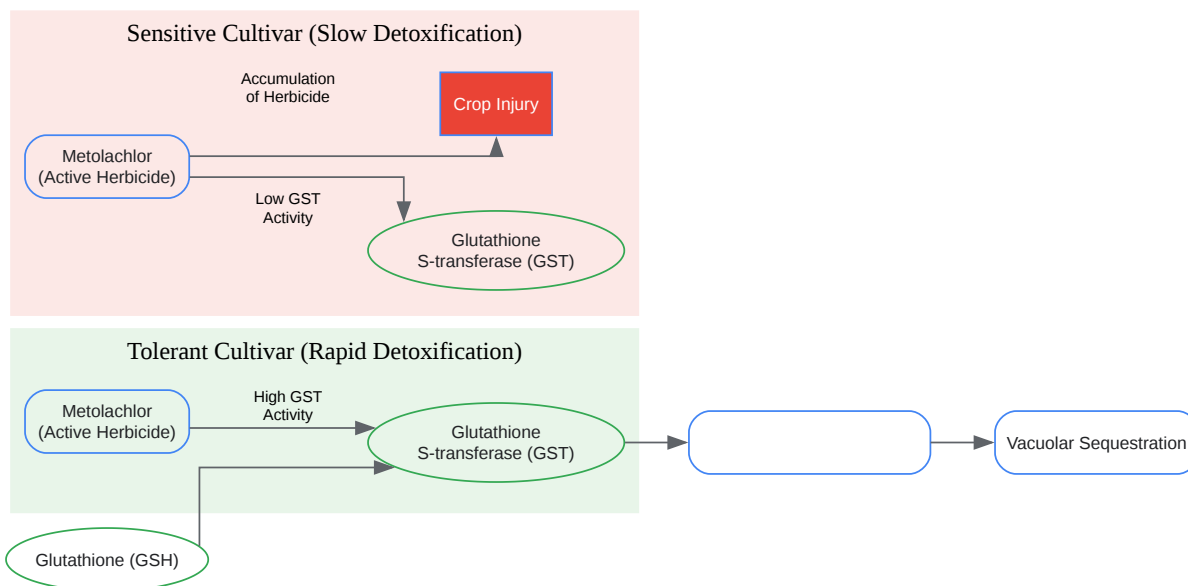 Sensitive Cultivar (Slow Detoxification)
Accumulation
of Herbicide
Crop Injury
Metolachlor
(Active Herbicide)
Low GST
Activity
Glutathione
S-transferase (GST)
Tolerant Cultivar (Rapid Detoxification)
Metolachlor
(Active Herbicide)
High GST
Activity
Glutathione
S-transferase (GST)
Vacuolar Sequestration
Glutathione (GSH)